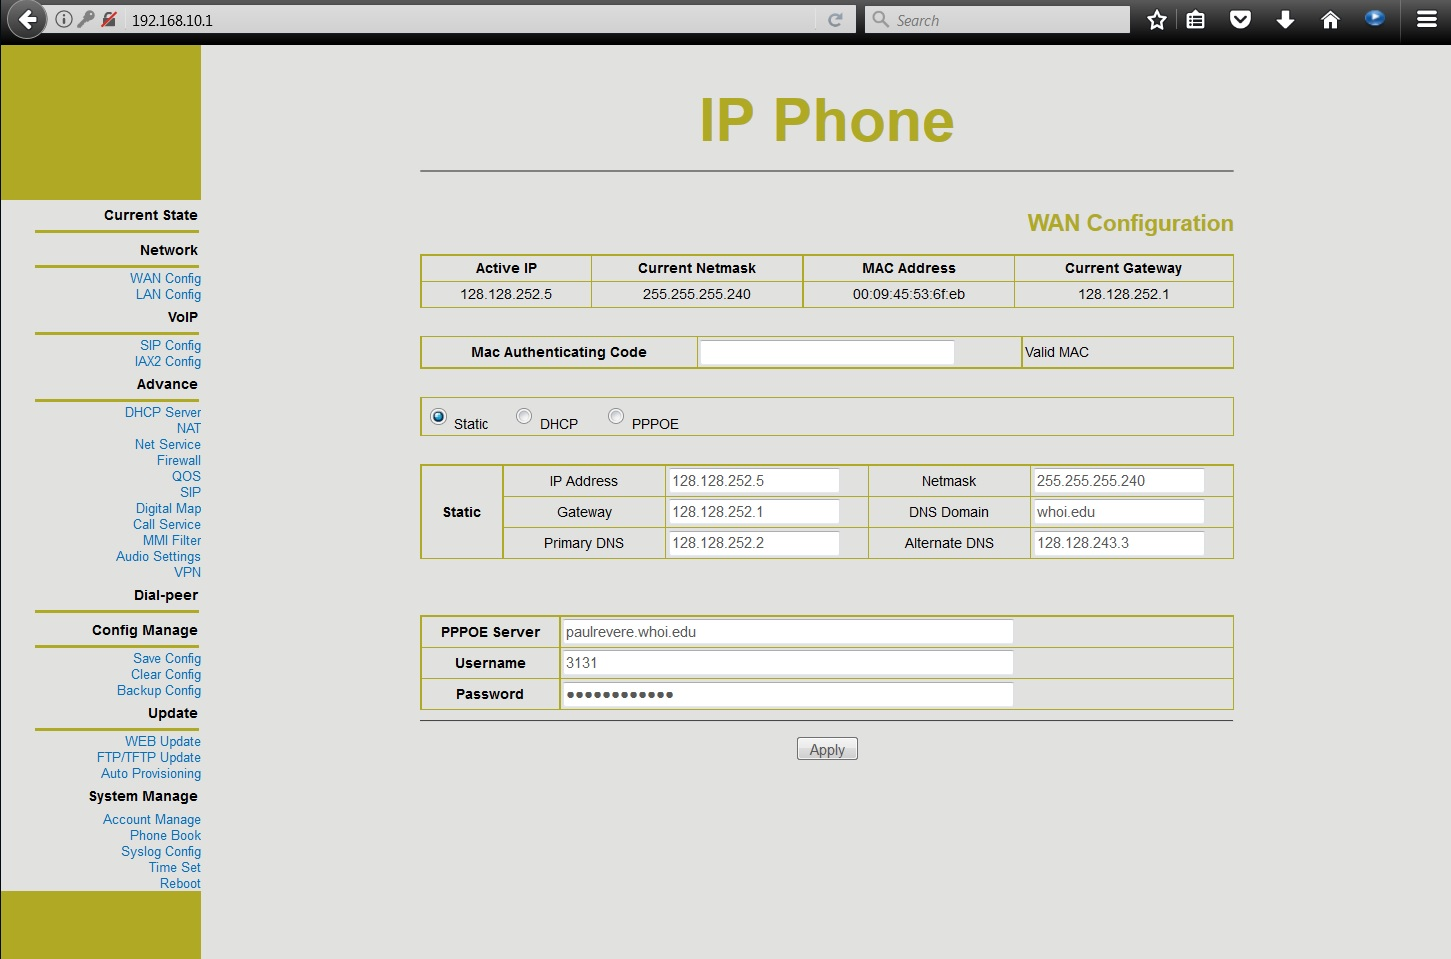 192.168.10.1
Search
IP Phone
Current State
Network
WAN Config
LAN Config
VoIP
SIP Config
IAX2 Config
Advance
DHCP Server
NAT
Net Service
Firewall
QOS
SIP
Digital Map
Call Service
MMI Filter
Audio Settings
VPN
Dial-peer
Config Manage
Save Config
Clear Config
Backup Config
Update
WEB Update
FTP/TFTP Update
Auto Provisioning
System Manage
Account Manage
Phone Book
Syslog Config
Time Set
Reboot
WAN Configuration
Active IP Current Netmask MAC Address Current Gateway
128.128.252.5 255.255.255.240 00:09:45:53:6f:eb 128.128.252.1
Mac Authenticating Code Valid MAC
Static DHCP PPPOE
Static
IP Address 128.128.252.5 Netmask 255.255.255.240
Gateway 128.128.252.1 DNS Domain whoi.edu
Primary DNS 128.128.252.2 Alternate DNS 128.128.243.3
PPPOE Server paulrevere.whoi.edu
Username 3131
Password ●●●●●●●●●●●●
Apply